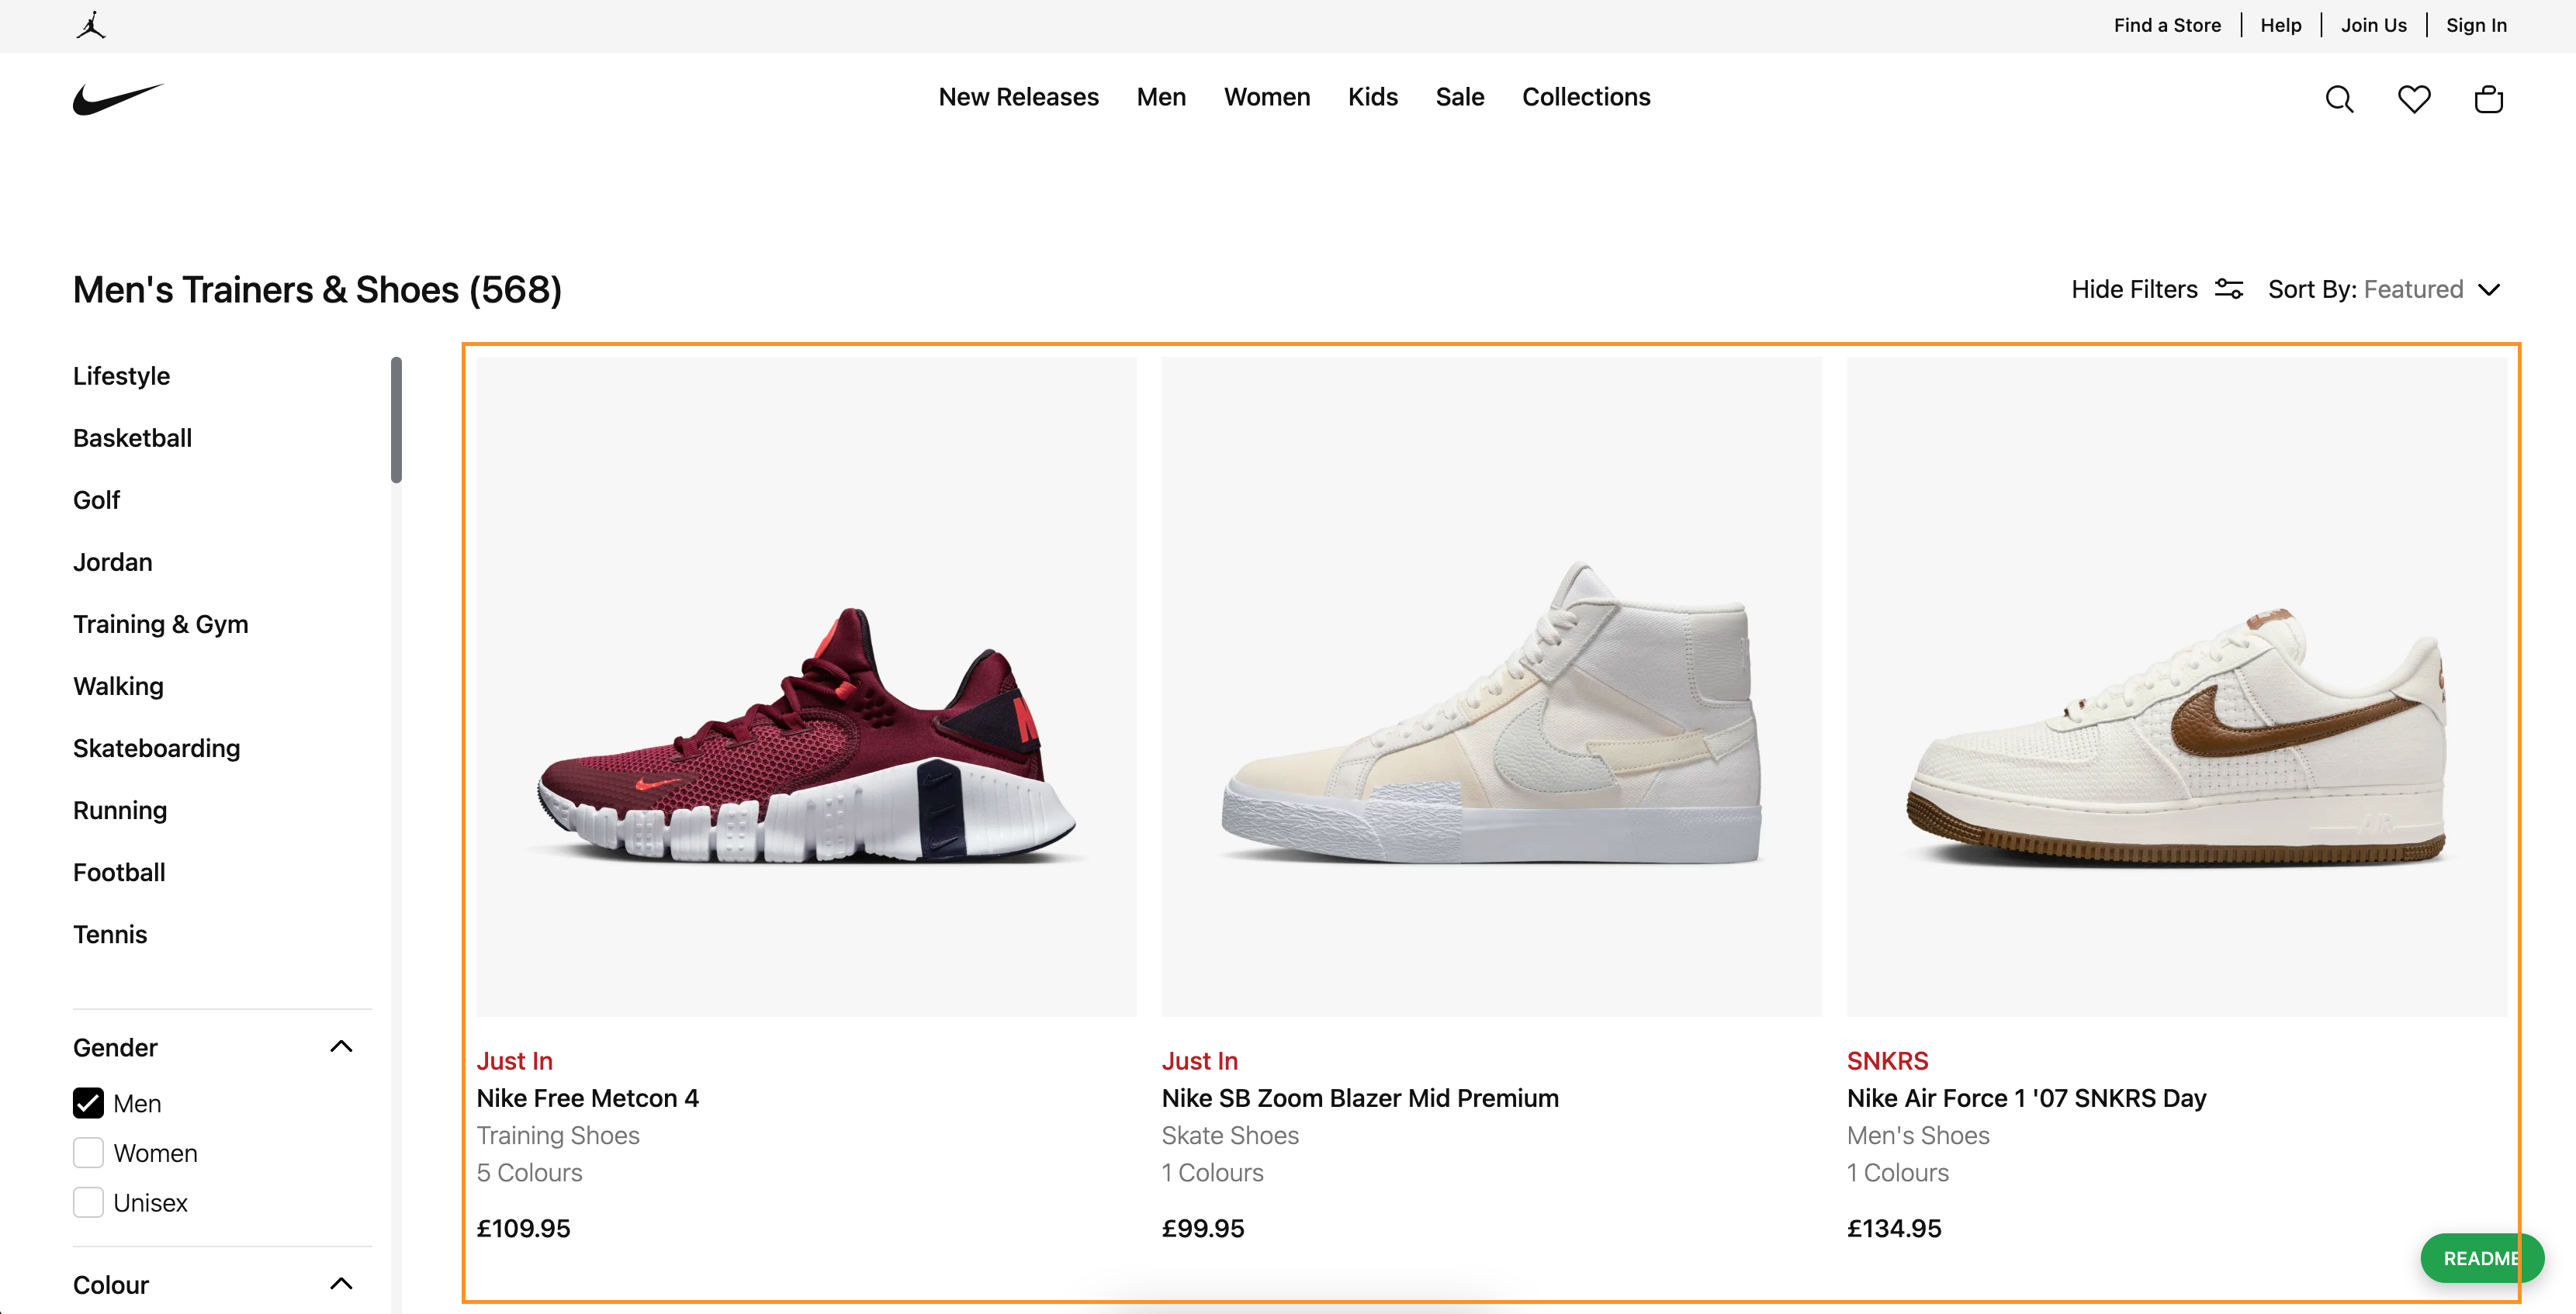 Find a Store
Help
Join Us
Sign In
New Releases
Men
Women
Kids
Sale
Collections
Men's Trainers & Shoes (568)
Hide Filters
Sort By: Featured
Lifestyle
Basketball
Golf
Jordan
Training & Gym
Walking
Skateboarding
Running
Football
Tennis
Gender
Men
Women
Unisex
Colour
Just In
Nike Free Metcon 4
Training Shoes
5 Colours
£109.95
Just In
Nike SB Zoom Blazer Mid Premium
Skate Shoes
1 Colours
£99.95
SNKRS
Nike Air Force 1 '07 SNKRS Day
Men's Shoes
1 Colours
£134.95
AIR
README